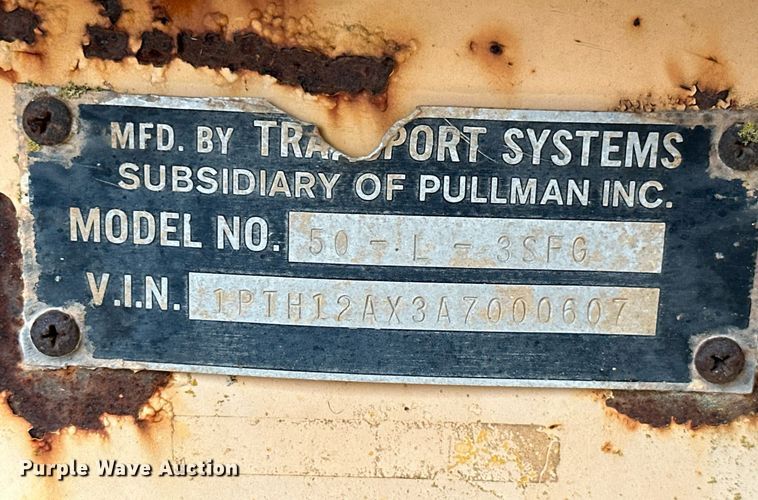 MFD. BY TRANSPORT SYSTEMS
SUBSIDIARY OF PULLMAN INC.
MODEL NO. 50-L-3SFG
V.I.N. 1PTH12AX3A7000607
Purple Wave Auction